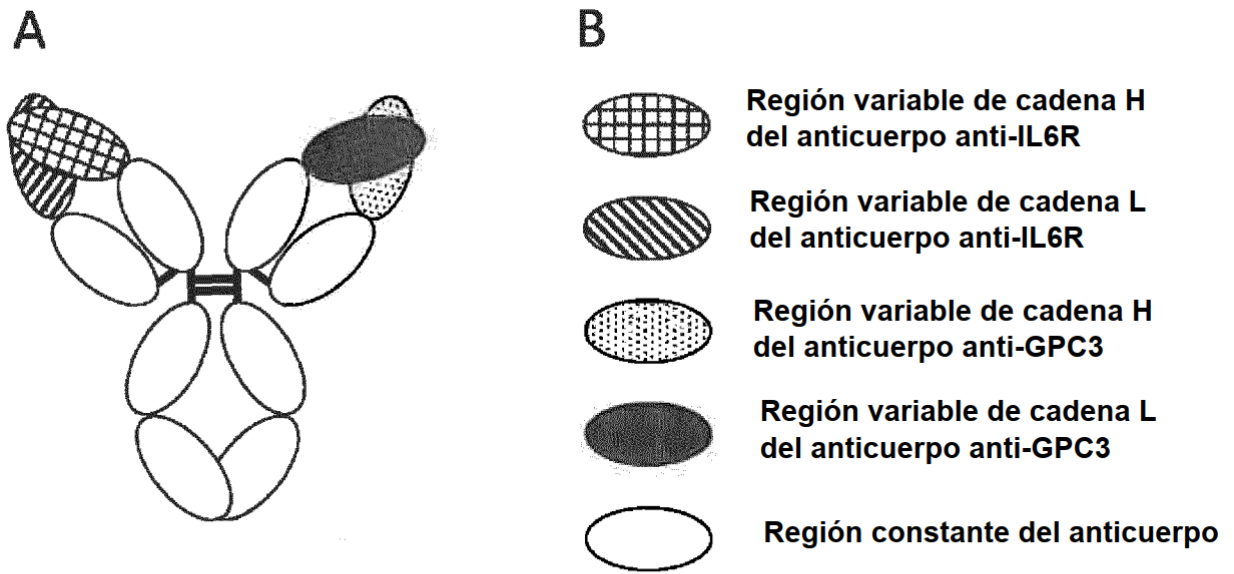 A
B
Región variable de cadena H
del anticuerpo anti-IL6R
Región variable de cadena L
del anticuerpo anti-IL6R
Región variable de cadena H
del anticuerpo anti-GPC3
Región variable de cadena L
del anticuerpo anti-GPC3
Región constante del anticuerpo